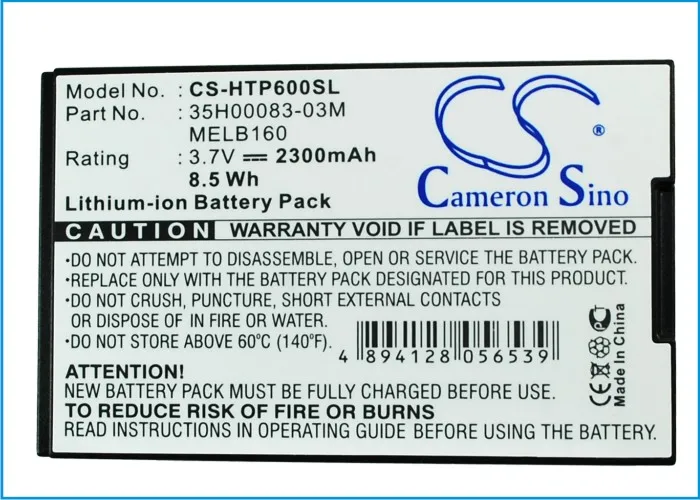 Model No. : CS-HTP600SL
Part No. : 35H00083-03M
MELB160
Rating : 3.7V 2300mAh
8.5 Wh
Lithium-ion Battery Pack
CS ®
Cameron Sino
CAUTION WARRANTY VOID IF LABEL IS REMOVED
•DO NOT ATTEMPT TO DISASSEMBLE, OPEN OR SERVICE THE BATTERY PACK.
•RECHARGE ONLY WITH THE BATTERY PACK DESIGNATED FOR THIS PRODUCT.
•DO NOT CRUSH, PUNCTURE, SHORT EXTERNAL CONTACTS
OR DISPOSE OF IN FIRE OR WATER.
•DO NOT STORE ABOVE 60°C (140°F).
4 894128 056539
CE
PCT
Made In China
ATTENTION:
NEW BATTERY PACK MUST BE FULLY CHARGED BEFORE USE.
TO REDUCE RISK OF FIRE OR BURNS
READ INSTRUCTIONS IN OPERATING GUIDE BEFORE USING THE BATTERY.